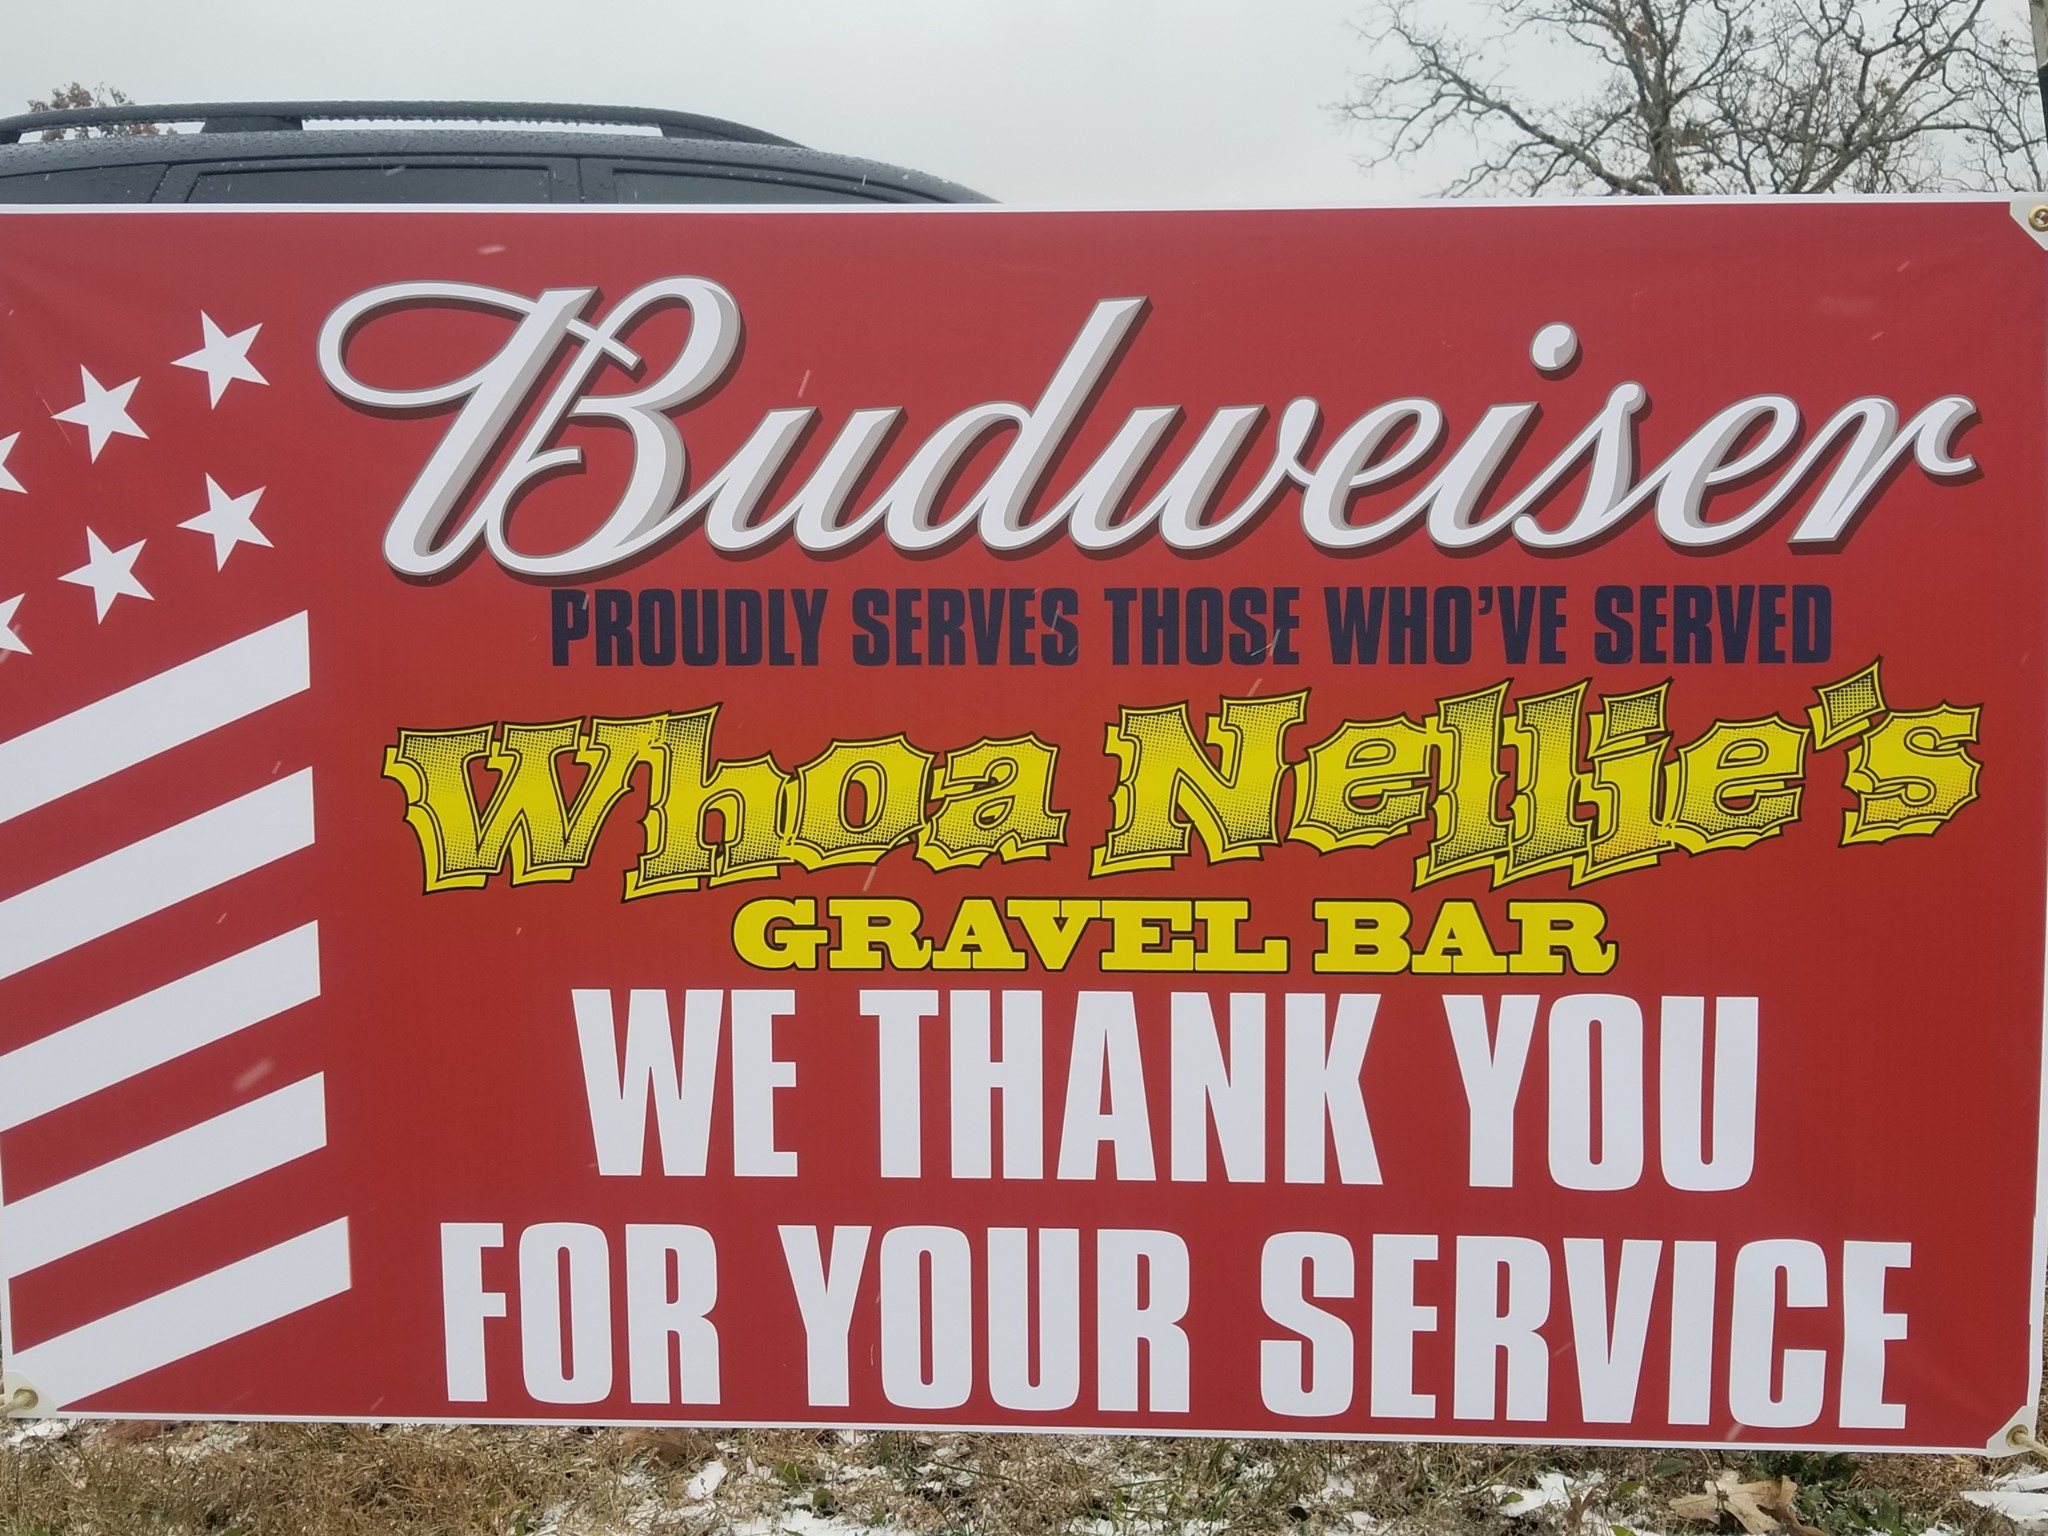 Budweiser
PROUDLY SERVES THOSE WHO'VE SERVED
Whoa Nellie's
GRAVEL BAR
WE THANK YOU
FOR YOUR SERVICE